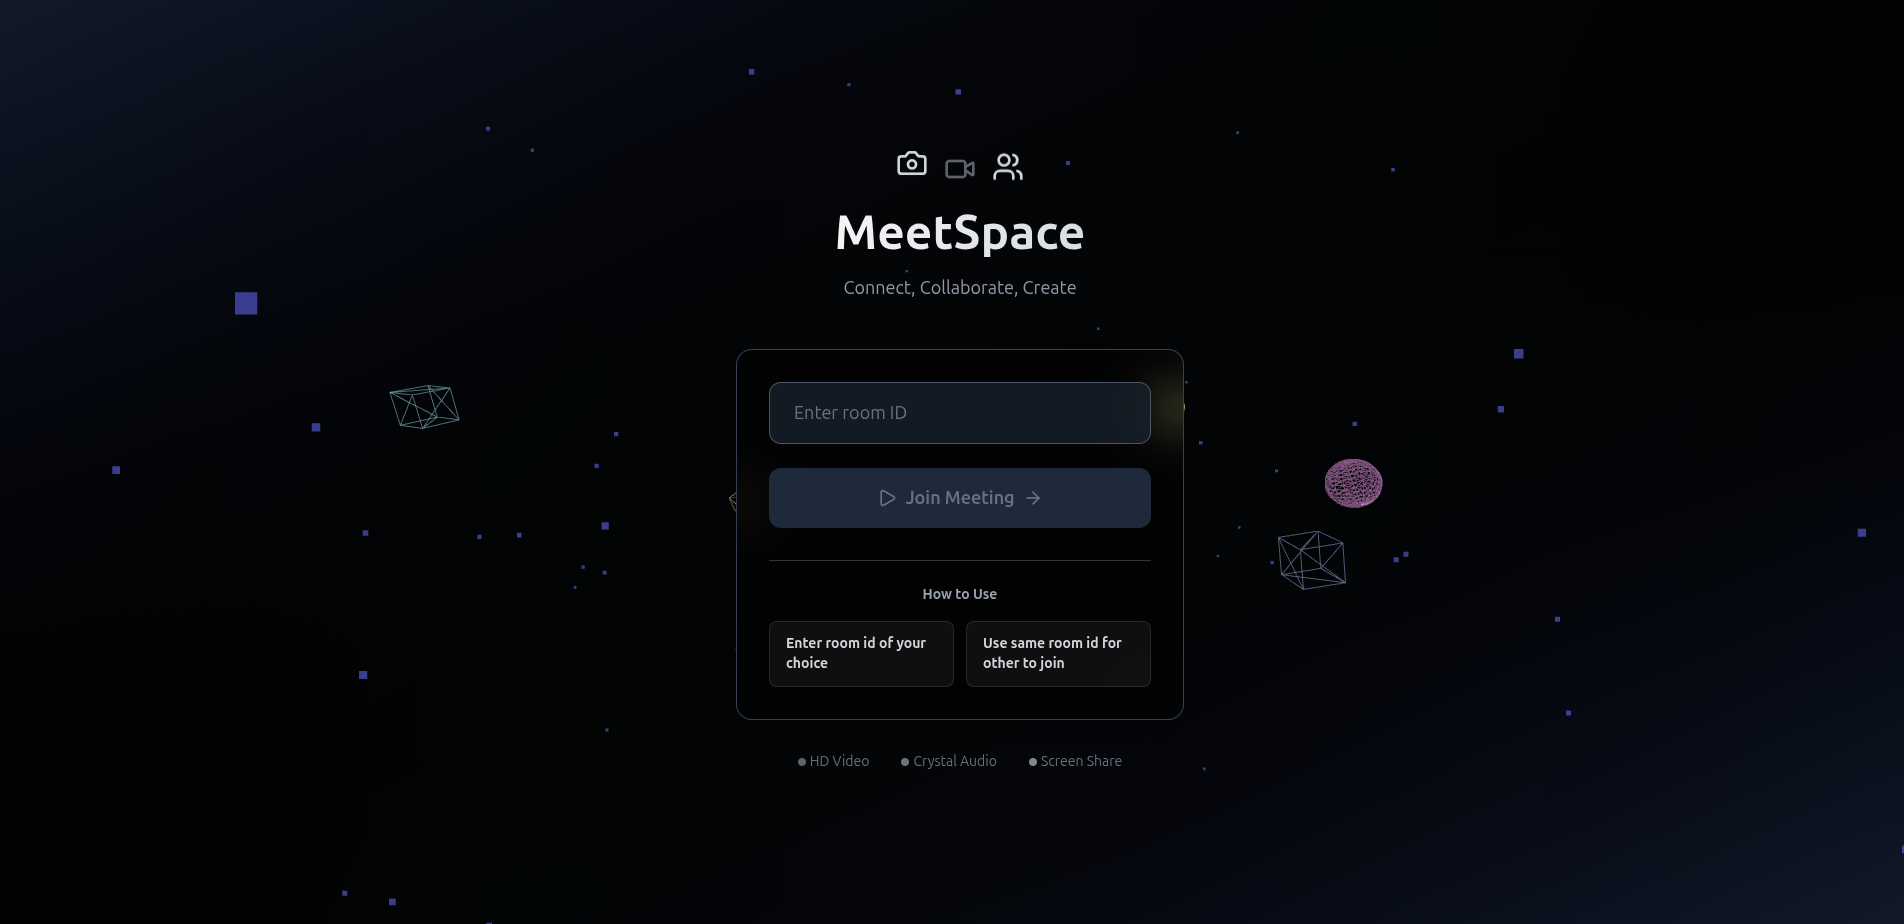 MeetSpace
Connect, Collaborate, Create
Enter room ID
Join Meeting
How to Use
Enter room id of your
choice
Use same room id for
other to join
HD Video
Crystal Audio
Screen Share